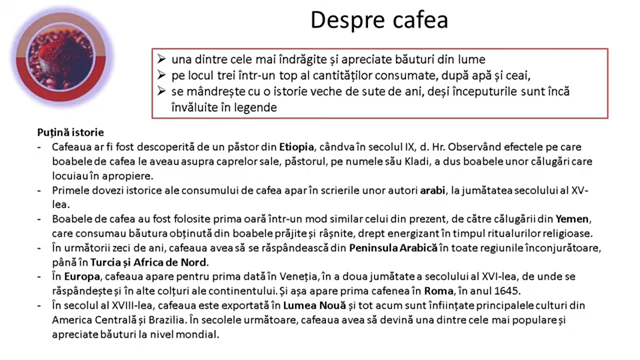 Despre cafea
➢ una dintre cele mai îndrăgite și apreciate băuturi din lume
➢ pe locul trei într-un top al cantităților consumate, după apă și ceai,
➢ se mândrește cu o istorie veche de sute de ani, deși începuturile sunt încă
învăluite în legende
Puțină istorie
- Cafeaua ar fi fost descoperită de un păstor din Etiopia, cândva în secolul IX, d. Hr. Observând efectele pe care
boabele de cafea le aveau asupra caprelor sale, păstorul, pe numele său Kladi, a dus boabele unor călugări care
locuiau în apropiere.
- Primele dovezi istorice ale consumului de cafea apar în scrierile unor autori arabi, la jumătatea secolului al XV-
lea.
- Boabele de cafea au fost folosite prima oară într-un mod similar celui din prezent, de către călugării din Yemen,
care consumau băutura obținută din boabele prăjite și râșnite, drept energizant în timpul ritualurilor religioase.
- În următorii zeci de ani, cafeaua avea să se răspândească din Peninsula Arabică în toate regiunile înconjurătoare,
până în Turcia și Africa de Nord.
- În Europa, cafeaua apare pentru prima dată în Veneția, în a doua jumătate a secolului al XVI-lea, de unde se
răspândește și în alte colțuri ale continentului. Și așa apare prima cafenea în Roma, în anul 1645.
- În secolul al XVIII-lea, cafeaua este exportată în Lumea Nouă și tot acum sunt înființate principalele culturi din
America Centrală și Brazilia. În secolele următoare, cafeaua avea să devină una dintre cele mai populare și
apreciate băuturi la nivel mondial.